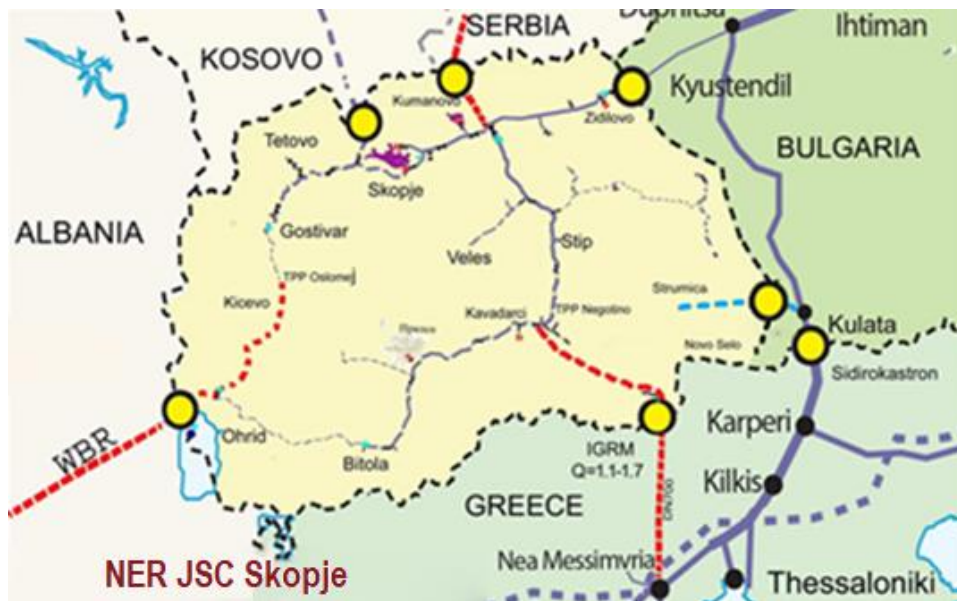 SERBIA
Dupnitsa
Ihtiman
KOSOVO
Kumanovo
Kyustendil
Zidilovo
Tetovo
BULGARIA
Skopje
ALBANIA
Gostivar
Stip
Veles
TPP Oslomej
Kicevo
Strumica
Kavadarci
TPP Negotino
Kulata
Novo Selo
Sidirokastron
Ohrid
WBR
Karperi
Bitola
IGRM
Q=1.1-1.7
Kilkis
GREECE
DN700
Nea Messimvria
NER JSC Skopje
Thessaloniki